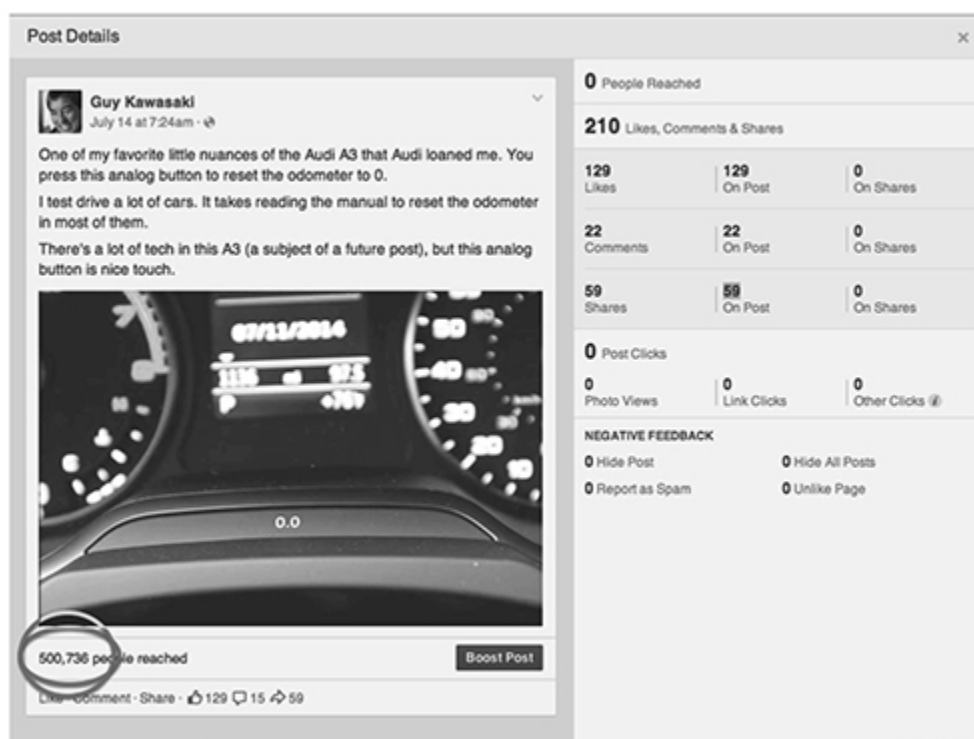 Post Details
Guy Kawasaki
July 14 at 7:24am ·
One of my favorite little nuances of the Audi A3 that Audi loaned me. You
press this analog button to reset the odometer to 0.
I test drive a lot of cars. It takes reading the manual to reset the odometer
in most of them.
There's a lot of tech in this A3 (a subject of a future post), but this analog
button is nice touch.
07/11/2014
50
40
30
20
10
0.0
500,736 people reached
Boost Post
Like · Comment · Share · 129 15 59
0 People Reached
210 Likes, Comments & Shares
129 129 0
Likes On Post On Shares
22 22 0
Comments On Post On Shares
59 59 0
Shares On Post On Shares
0 Post Clicks
0 0 0
Photo Views Link Clicks Other Clicks
NEGATIVE FEEDBACK
0 Hide Post 0 Hide All Posts
0 Report as Spam 0 Unlike Page